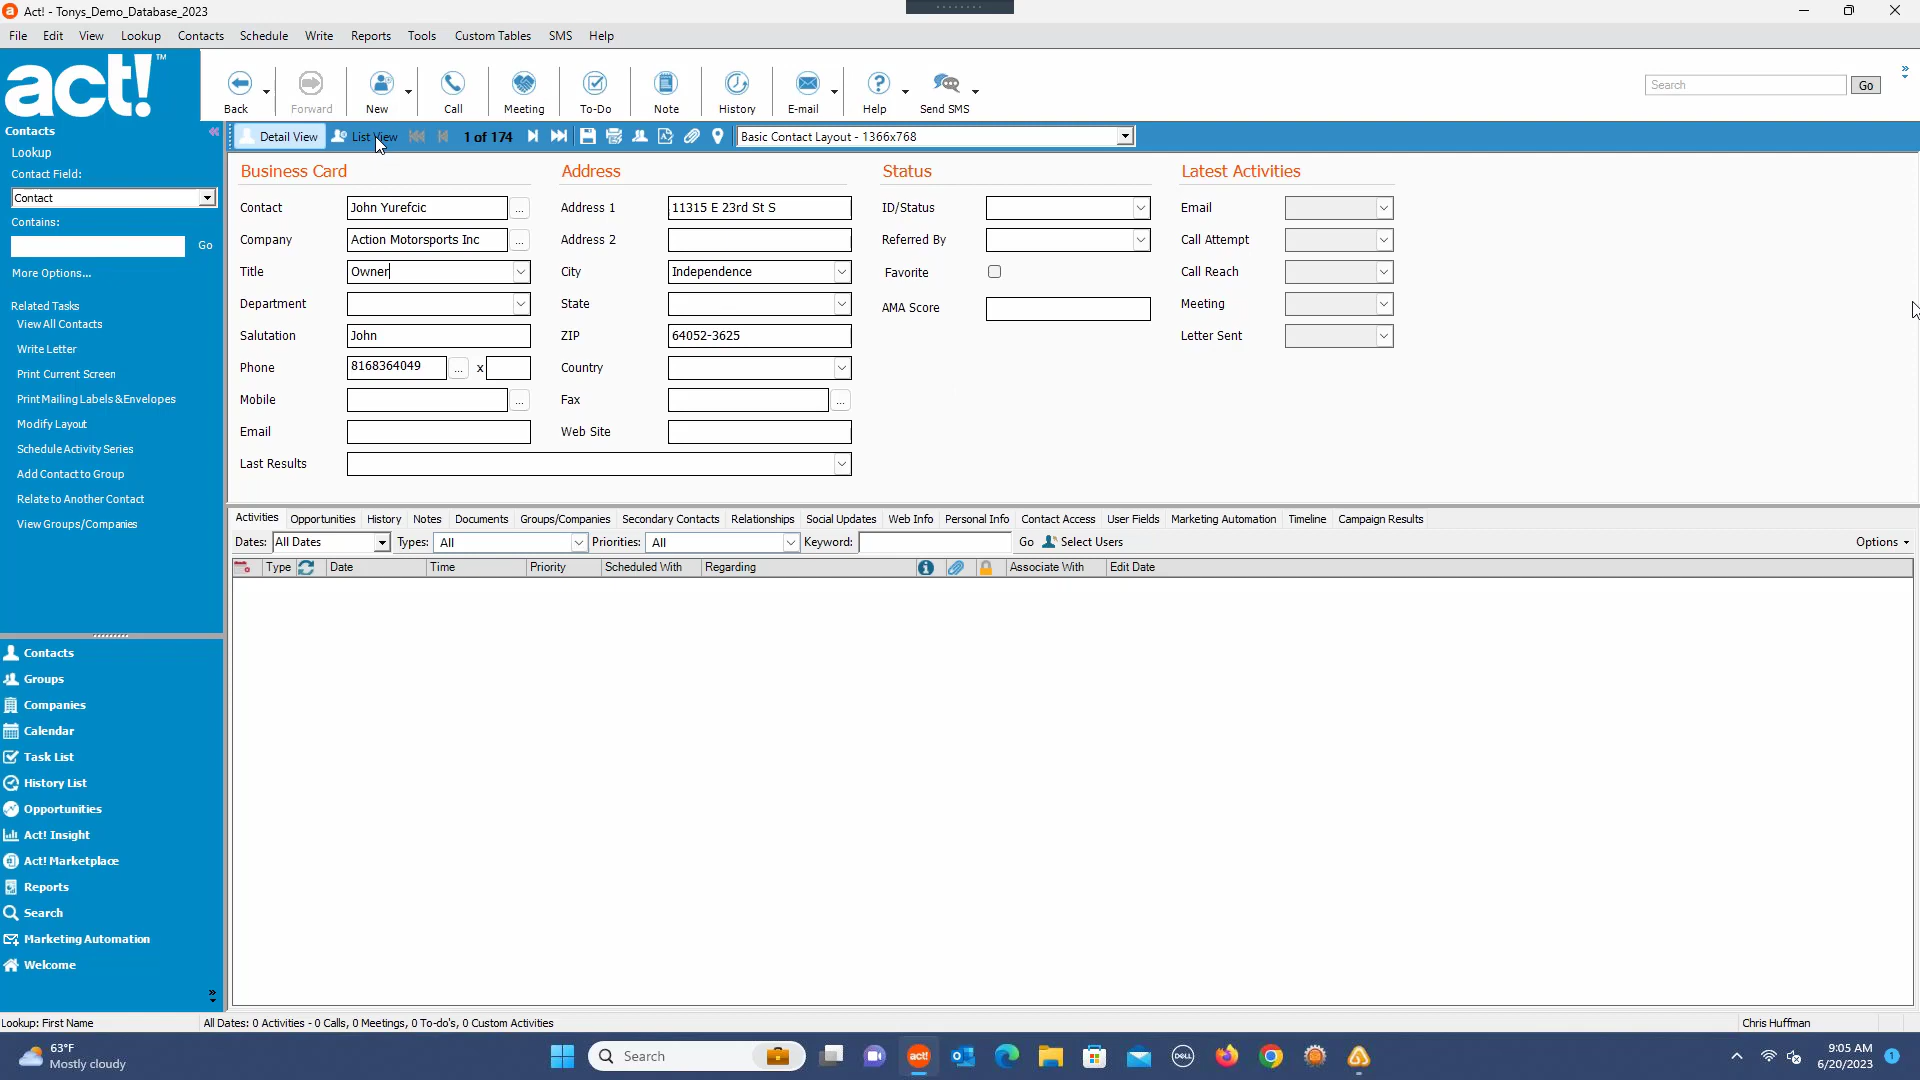 Act! - Tonys_Demo_Database_2023
File Edit View Lookup Contacts Schedule Write Reports Tools Custom Tables SMS Help
act! TM
Back Forward New Call Meeting To-Do Note History E-mail Help Send SMS Search Go
Contacts
Lookup
Contact Field:
Contact
Contains:
Go
More Options...
Related Tasks
View All Contacts
Write Letter
Print Current Screen
Print Mailing Labels &Envelopes
Modify Layout
Schedule Activity Series
Add Contact to Group
Relate to Another Contact
View Groups/Companies
Contacts
Groups
Companies
Calendar
Task List
History List
Opportunities
Act! Insight
Act! Marketplace
Reports
Search
Marketing Automation
Welcome
Detail View List View 1 of 174 Basic Contact Layout - 1366x768
Business Card
Contact John Yurefcic ...
Company Action Motorsports Inc ...
Title Owner
Department
Salutation John
Phone 8168364049 ... x
Mobile ...
Email
Last Results
Address
Address 1 11315 E 23rd St S
Address 2
City Independence
State
ZIP 64052-3625
Country
Fax ...
Web Site
Status
ID/Status
Referred By
Favorite
AMA Score
Latest Activities
Email
Call Attempt
Call Reach
Meeting
Letter Sent
Activities Opportunities History Notes Documents Groups/Companies Secondary Contacts Relationships Social Updates Web Info Personal Info Contact Access User Fields Marketing Automation Timeline Campaign Results
Dates: All Dates Types: All Priorities: All Keyword: Go Select Users Options
Type Date Time Priority Scheduled With Regarding Associate With Edit Date
Lookup: First Name All Dates: 0 Activities - 0 Calls, 0 Meetings, 0 To-do's, 0 Custom Activities Chris Huffman
63°F
Mostly cloudy
Search
act!
DELL
9:05 AM
6/20/2023
1